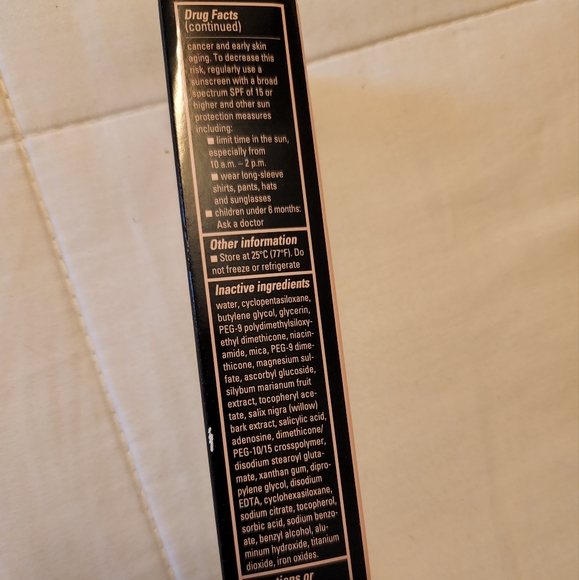 Drug Facts
(continued)
cancer and early skin
aging. To decrease this
risk, regularly use a
sunscreen with a broad
spectrum SPF of 15 or
higher and other sun
protection measures
including:
■ limit time in the sun,
especially from
10 a.m. – 2 p.m.
■ wear long-sleeve
shirts, pants, hats
and sunglasses
■ children under 6 months:
Ask a doctor
Other information
■ Store at 25°C (77°F). Do
not freeze or refrigerate
Inactive ingredients
water, cyclopentasiloxane,
butylene glycol, glycerin,
PEG-9 polydimethylsiloxy-
ethyl dimethicone, niacin-
amide, mica, PEG-9 dime-
thicone, magnesium sul-
fate, ascorbyl glucoside,
silybum marianum fruit
extract, tocopheryl ace-
tate, salix nigra (willow)
bark extract, salicylic acid,
adenosine, dimethicone/
PEG-10/15 crosspolymer,
disodium stearoyl gluta-
mate, xanthan gum, dipro-
pylene glycol, disodium
EDTA, cyclohexasiloxane,
sodium citrate, tocopherol,
sorbic acid, sodium benzo-
ate, benzyl alcohol, alu-
minum hydroxide, titanium
dioxide, iron oxides.
or